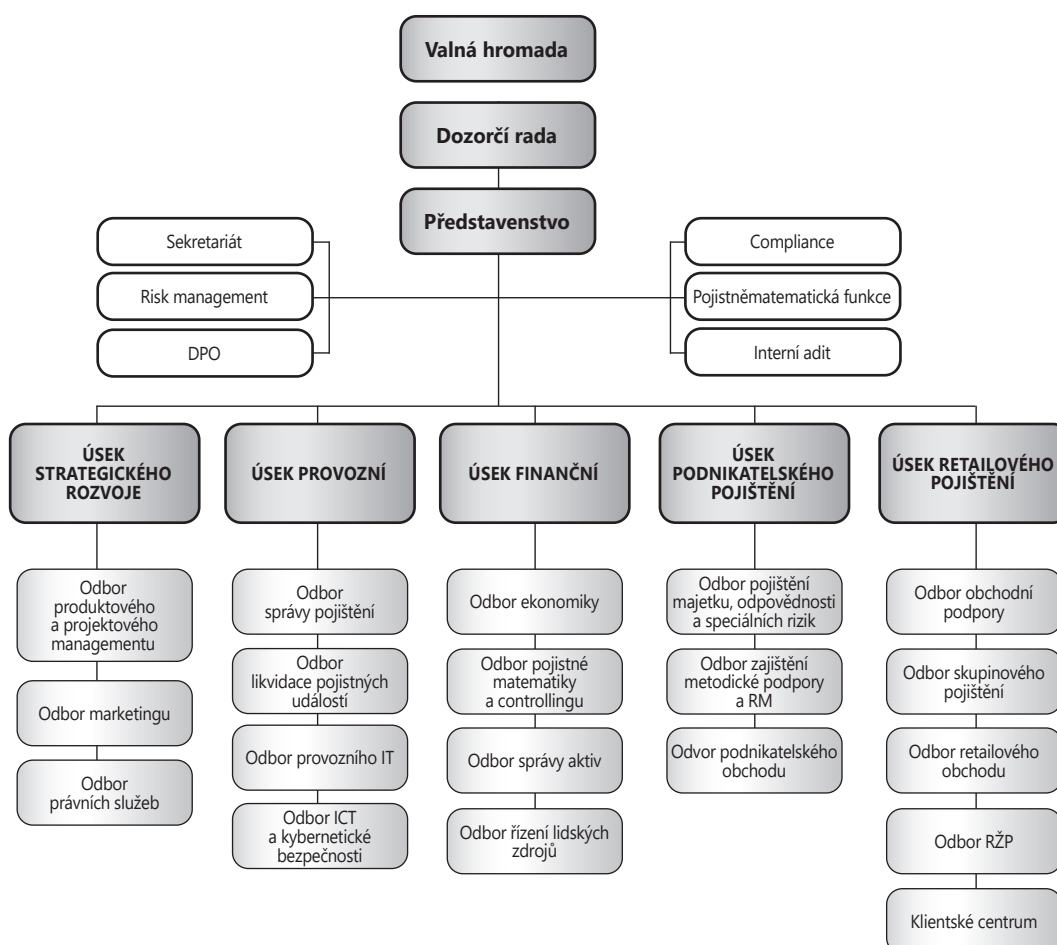 Valná hromada
Dozorčí rada
Představenstvo
Sekretariát
Compliance
Risk management
Pojistněmatematická funkce
DPO
Interní adit
ÚSEK
STRATEGICKÉHO
ROZVOJE
Odbor
produktového
a projektového
managementu
Odbor marketingu
Odbor
právních služeb
ÚSEK PROVOZNÍ
Odbor
správy pojištění
Odbor
likvidace pojistných
událostí
Odbor provozního IT
Odbor ICT
a kybernetické
bezpečnosti
ÚSEK FINANČNÍ
Odbor ekonomiky
Odbor pojistné
matematiky
a controllingu
Odbor správy aktiv
Odbor řízení lidských
zdrojů
ÚSEK
PODNIKATELSKÉHO
POJIŠTĚNÍ
Odbor pojištění
majetku, odpovědnosti
a speciálních rizik
Odbor zajištění
metodické podpory
a RM
Odvor podnikatelského
obchodu
ÚSEK RETAILOVÉHO
POJIŠTĚNÍ
Odbor obchodní
podpory
Odbor skupinového
pojištění
Odbor retailového
obchodu
Odbor RŽP
Klientské centrum